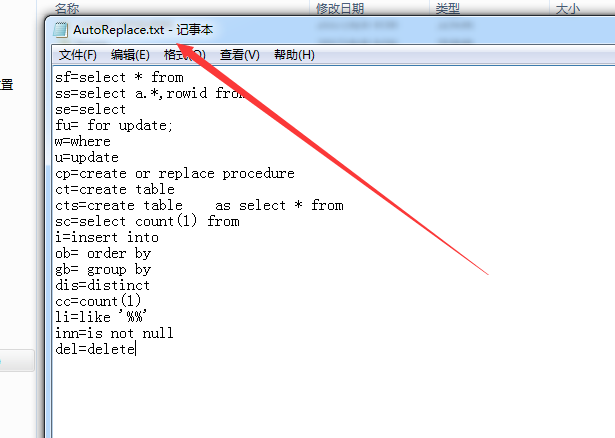 名称 修改日期 类型 大小
AutoReplace.txt - 记事本
文件(F) 编辑(E) 格式(O) 查看(V) 帮助(H)
置
sf=select * from
ss=select a.*,rowid from
se=select
fu= for update;
w=where
u=update
cp=create or replace procedure
ct=create table
cts=create table    as select * from
sc=select count(1) from
i=insert into
ob= order by
gb= group by
dis=distinct
cc=count(1)
li=like '%%'
inn=is not null
del=delete